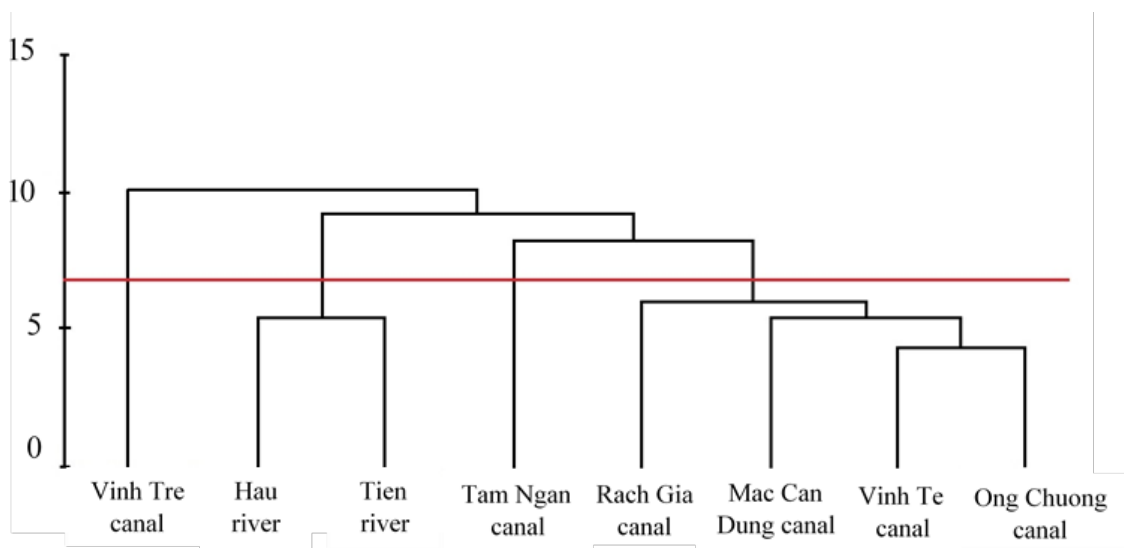 15
10
5
0
Vinh Tre
canal
Hau
river
Tien
river
Tam Ngan
canal
Rach Gia
canal
Mac Can
Dung canal
Vinh Te
canal
Ong Chuong
canal